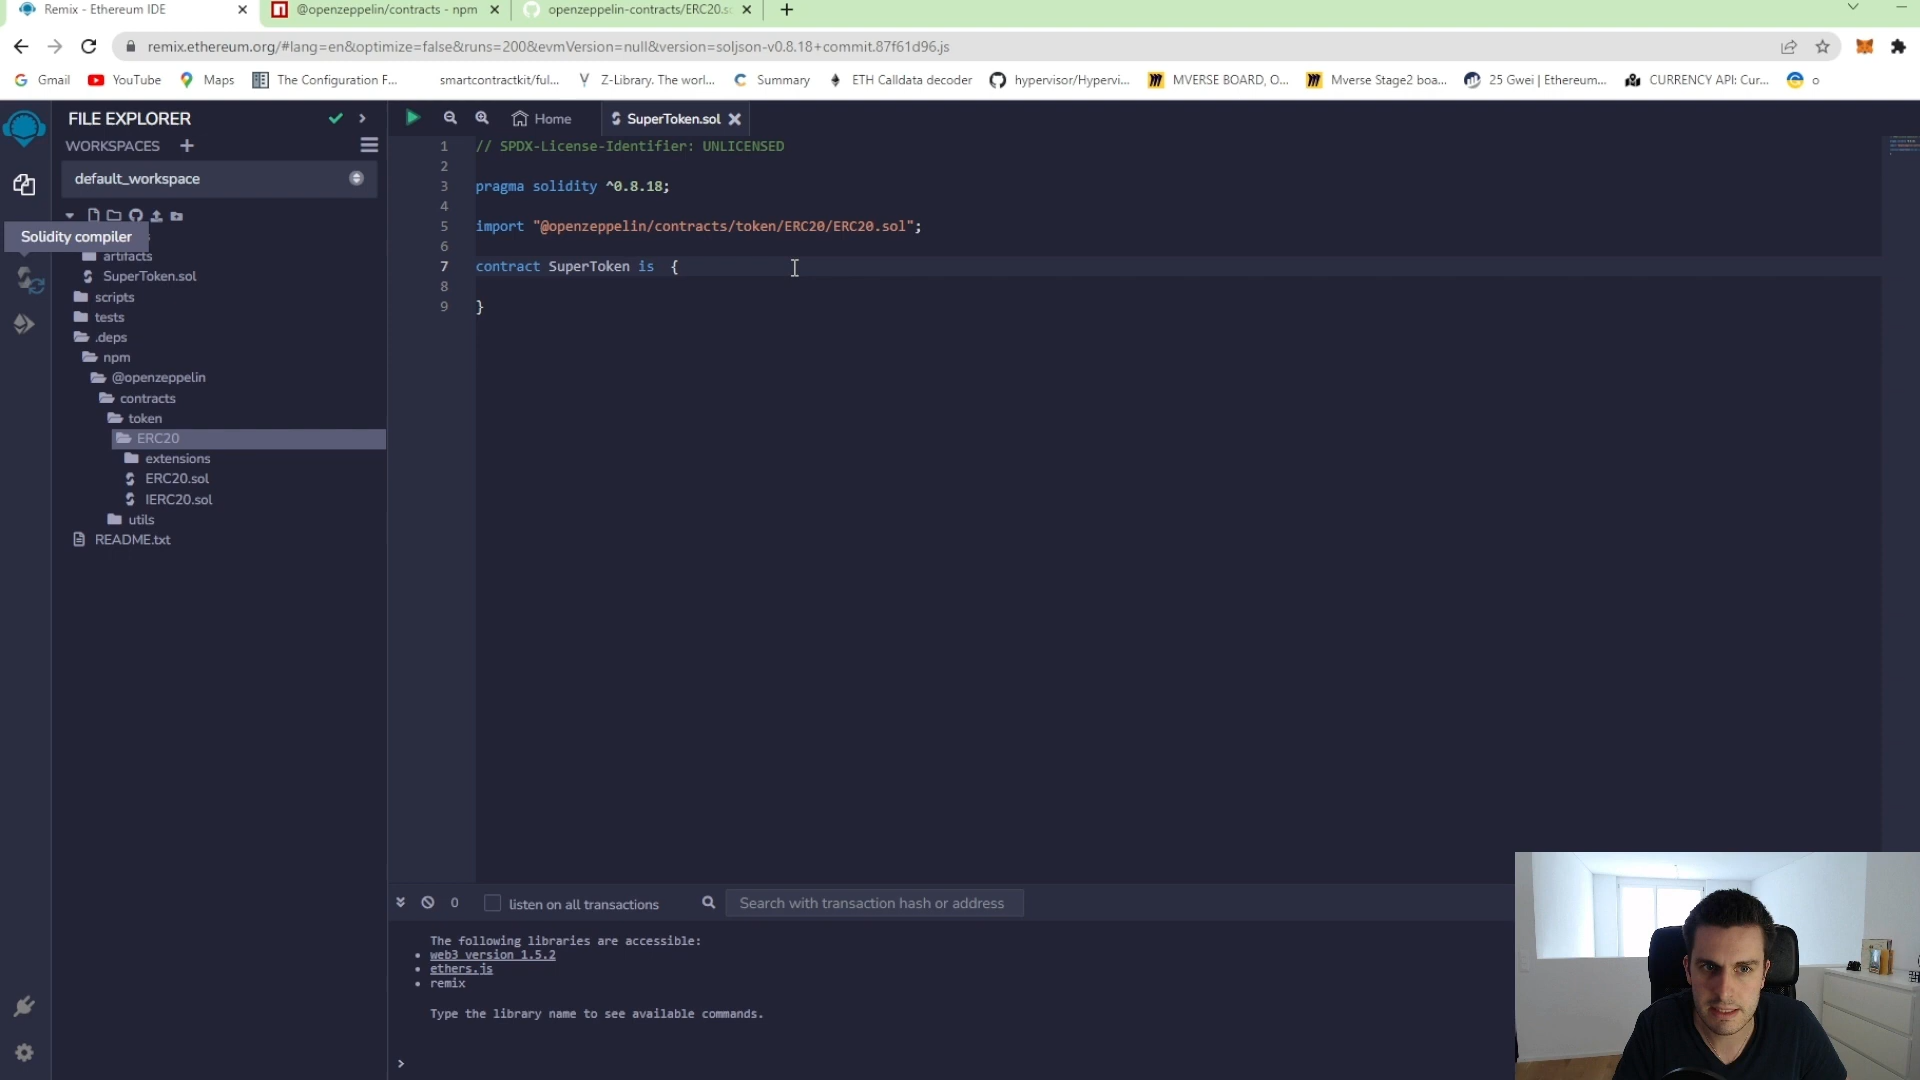 Remix - Ethereum IDE
@openzeppelin/contracts - npm
openzeppelin-contracts/ERC20.s
remix.ethereum.org/#lang=en&optimize=false&runs=200&evmVersion=null&version=soljson-v0.8.18+commit.87f61d96.js
Gmail
YouTube
Maps
The Configuration F...
smartcontractkit/ful...
Z-Library. The worl...
Summary
ETH Calldata decoder
hypervisor/Hypervi...
MVERSE BOARD, O...
Mverse Stage2 boa...
25 Gwei | Ethereum...
CURRENCY API: Cur...
o
FILE EXPLORER
WORKSPACES
default_workspace
Solidity compiler
artifacts
SuperToken.sol
scripts
tests
.deps
npm
@openzeppelin
contracts
token
ERC20
extensions
ERC20.sol
IERC20.sol
utils
README.txt
Home
SuperToken.sol
1 // SPDX-License-Identifier: UNLICENSED
2
3 pragma solidity ^0.8.18;
4
5 import "@openzeppelin/contracts/token/ERC20/ERC20.sol";
6
7 contract SuperToken is  {
8
9 }
0
listen on all transactions
Search with transaction hash or address
The following libraries are accessible:
• web3 version 1.5.2
• ethers.js
• remix
Type the library name to see available commands.
>